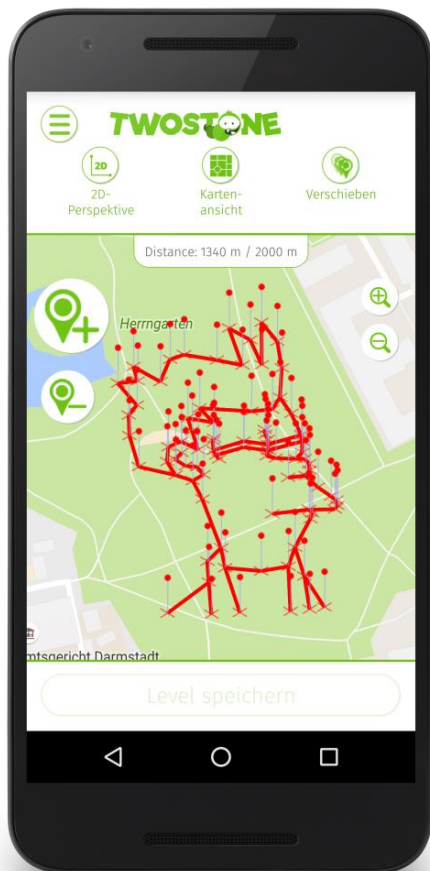 TWOSTONE
2D
2D-
Perspektive
Karten-
ansicht
Verschieben
Distance: 1340 m / 2000 m
Herrngarten
mtsgericht Darmstadt
Level speichern